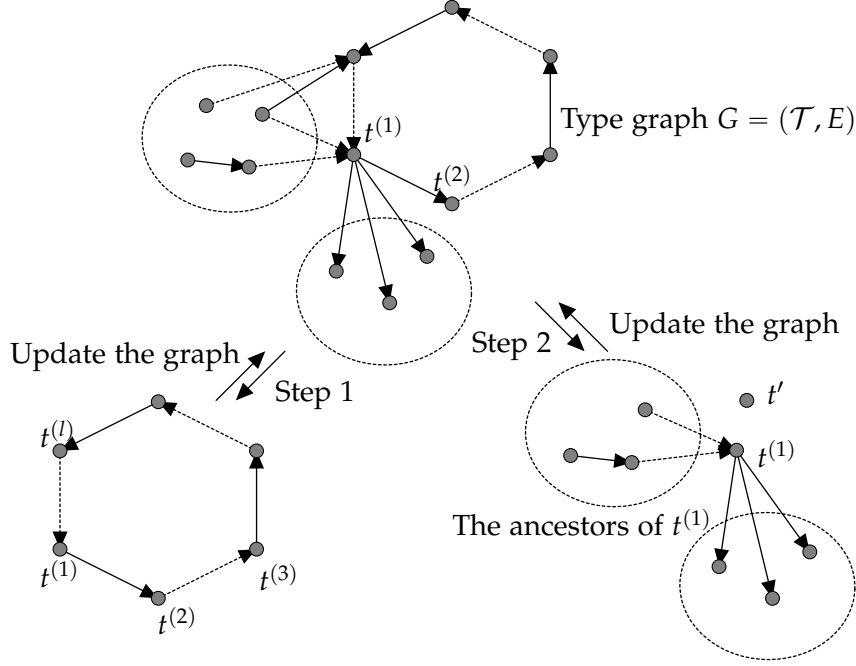 t^{(1)}
Type graph G = (𝒯, E)
t^{(2)}
Update the graph
Step 2
Update the graph
Step 1
t′
t^{(l)}
t^{(1)}
The ancestors of t^{(1)}
t^{(1)}
t^{(3)}
t^{(2)}